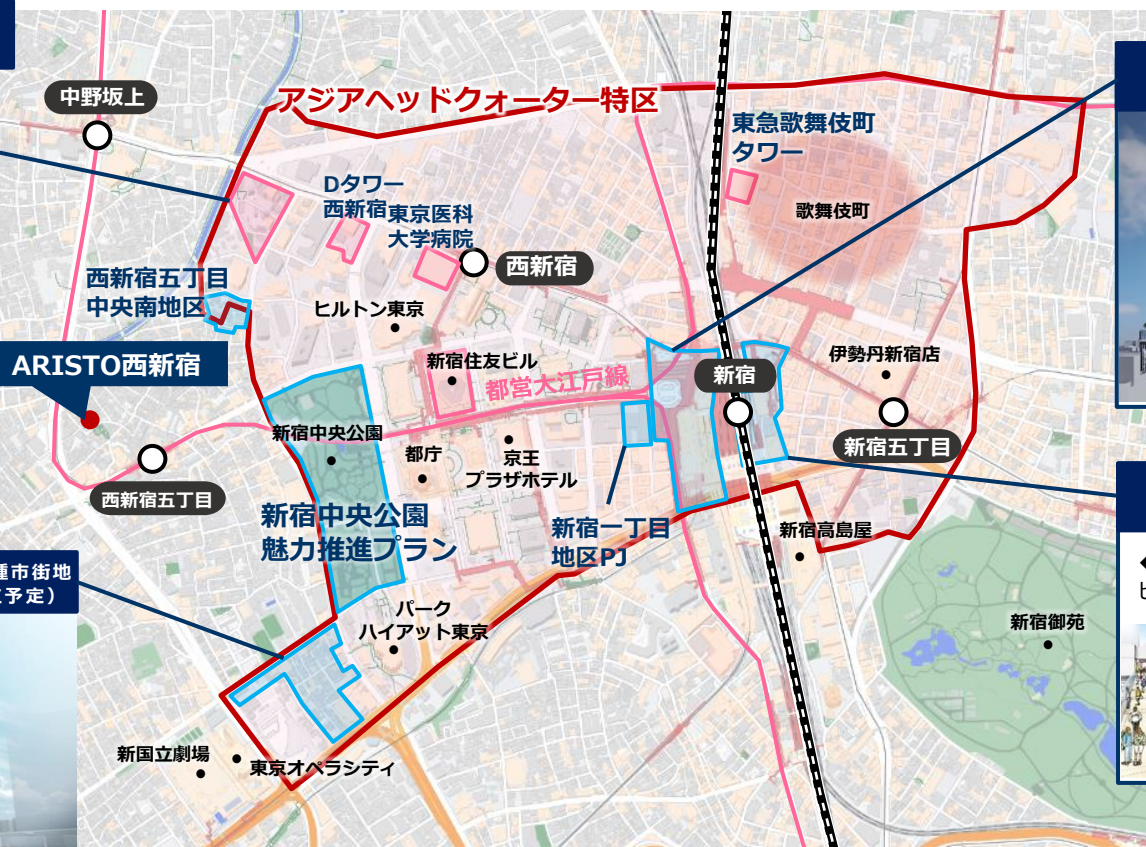 中野坂上
アジアヘッドクォーター特区
東急歌舞伎町
タワー
Dタワー
西新宿
東京医科
大学病院
歌舞伎町
西新宿
西新宿五丁目
中央南地区
ヒルトン東京
ARISTO西新宿
新宿住友ビル
都営大江戸線
新宿
伊勢丹新宿店
新宿中央公園
都庁
京王
プラザホテル
新宿五丁目
西新宿五丁目
新宿中央公園
魅力推進プラン
新宿一丁目
地区PJ
新宿高島屋
種市街地
予定）
パーク
ハイアット東京
新宿御苑
新国立劇場
東京オペラシティ